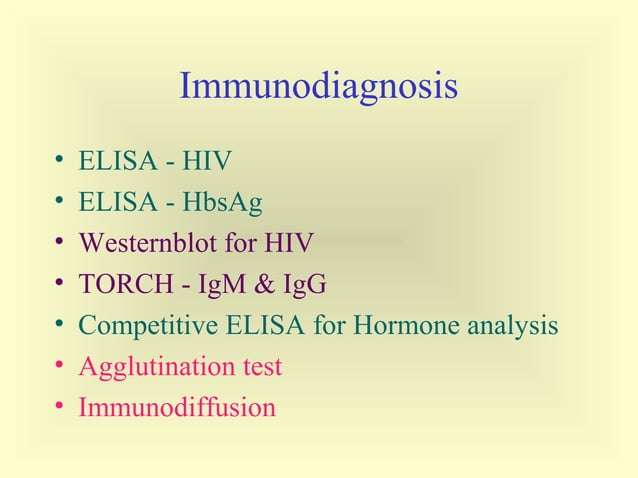 Immunodiagnosis
• ELISA - HIV
• ELISA - HbsAg
• Westernblot for HIV
• TORCH - IgM & IgG
• Competitive ELISA for Hormone analysis
• Agglutination test
• Immunodiffusion